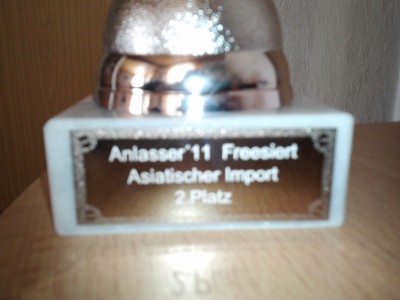 Anlasser'11 Freesiert
Asiatischer Import
2.Platz